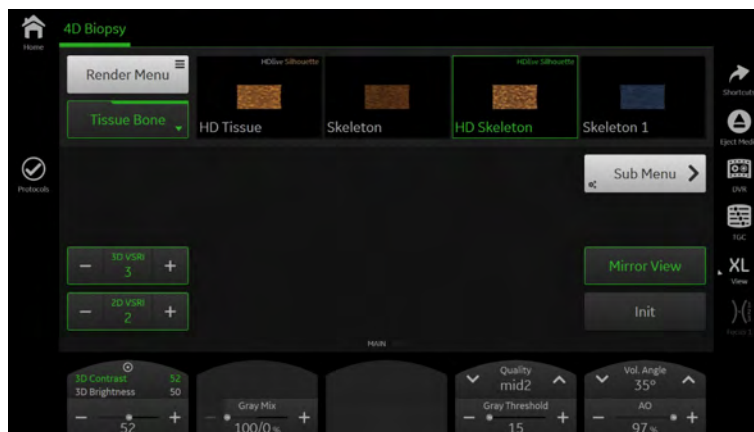 Home
4D Biopsy
Render Menu
Tissue Bone
HDlive Silhouette
HD Tissue
Skeleton
HDlive Silhouette
HD Skeleton
Skeleton 1
Shortcuts
Eject Media
DVR
TGC
XL
View
Focus 1
Protocols
Sub Menu
3D VSRI
3
2D VSRI
2
Mirror View
Init
MAIN
3D Contrast 52
3D Brightness 50
52
Gray Mix
100/0 %
Quality
mid2
Gray Threshold
15
Vol. Angle
35°
AO
97 %